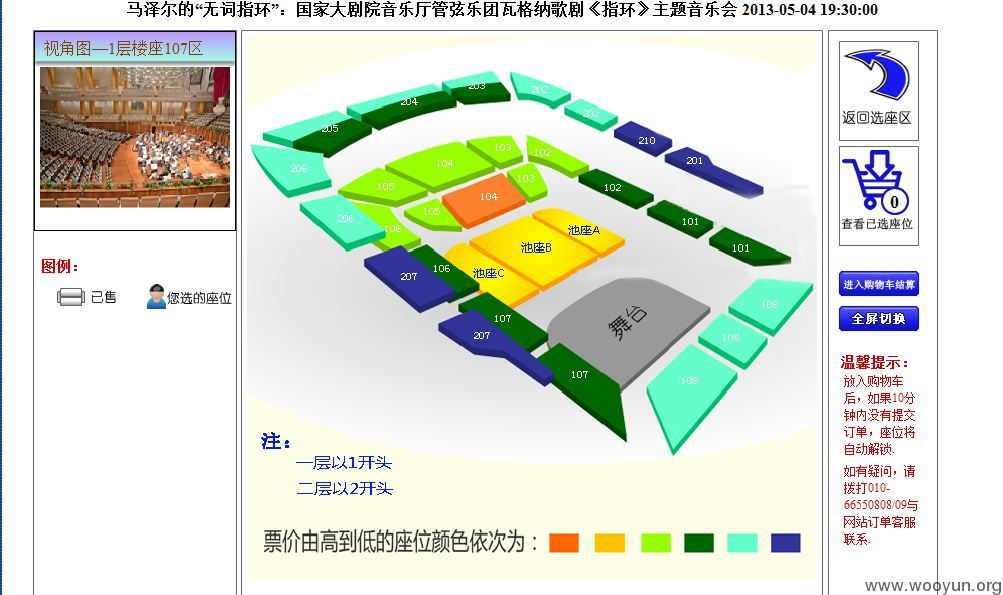 马泽尔的“无词指环”：国家大剧院音乐厅管弦乐团瓦格纳歌剧《指环》主题音乐会 2013-05-04 19:30:00
视角图—1层楼座107区
图例：
已售
您选的座位
203
202
204
202
205
210
201
206
103
102
104
103
102
105
104
101
206
105
106
101
池座A
池座B
池座C
207
106
108
107
舞台
108
207
107
108
注：
一层以1开头
二层以2开头
票价由高到低的座位颜色依次为：
返回选座区
0
查看已选座位
进入购物车结算
全屏切换
温馨提示：
放入购物车
后，如果10分
钟内没有提交
订单，座位将
自动解锁.
如有疑问，请
拨打010-
66550808/09与
网站订单客服
联系.
www.wooyun.org